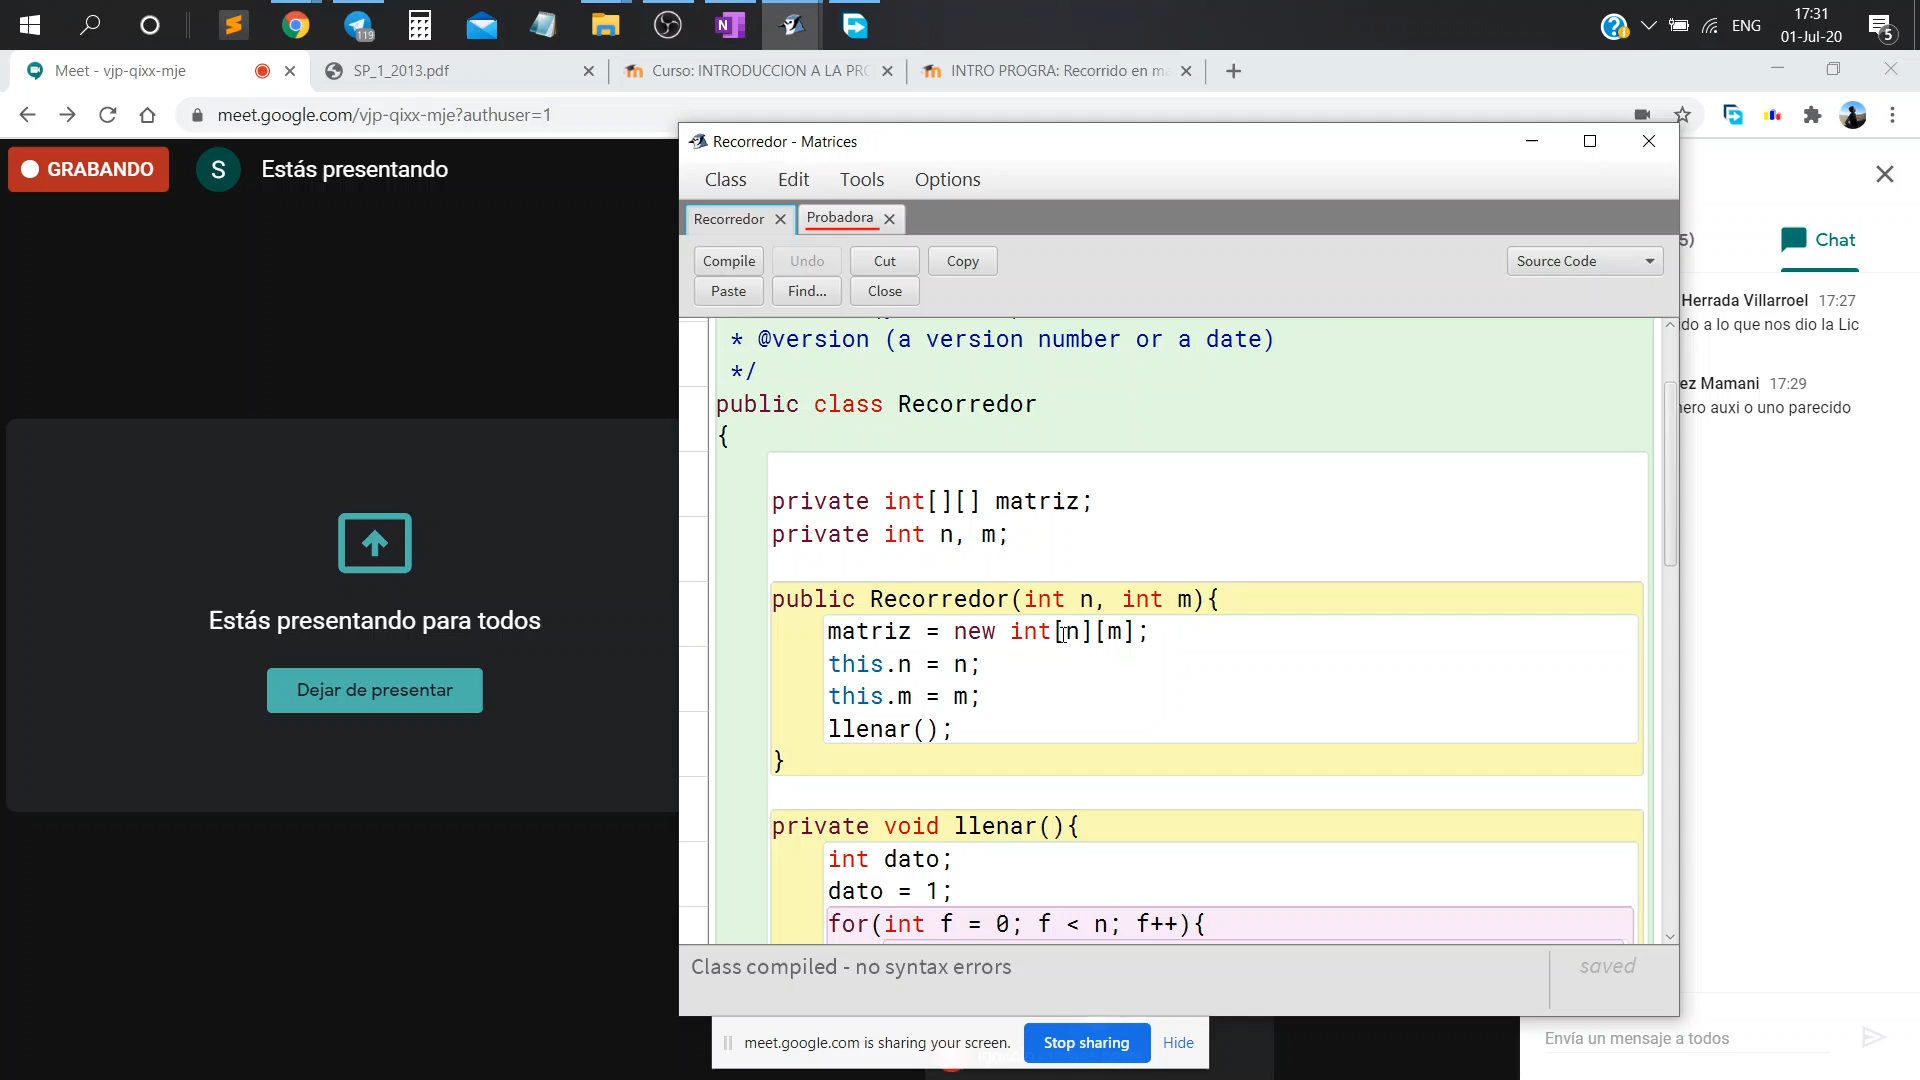 119
ENG
17:31
01-Jul-20
5
Meet - vjp-qixx-mje
SP_1_2013.pdf
Curso: INTRODUCCION A LA PRO
INTRO PROGRA: Recorrido en ma
meet.google.com/vjp-qixx-mje?authuser=1
GRABANDO
S
Estás presentando
Estás presentando para todos
Dejar de presentar
Recorredor - Matrices
Class Edit Tools Options
Recorredor
Probadora
Compile Undo Cut Copy
Source Code
Paste Find... Close
* @version (a version number or a date)
*/
public class Recorredor
{
private int[][] matriz;
private int n, m;
public Recorredor(int n, int m){
matriz = new int[n][m];
this.n = n;
this.m = m;
llenar();
}
private void llenar(){
int dato;
dato = 1;
for(int f = 0; f < n; f++){
Class compiled - no syntax errors
saved
meet.google.com is sharing your screen.
Stop sharing
Hide
5)
Chat
Herrada Villarroel 17:27
do a lo que nos dio la Lic
ez Mamani 17:29
nero auxi o uno parecido
Envía un mensaje a todos